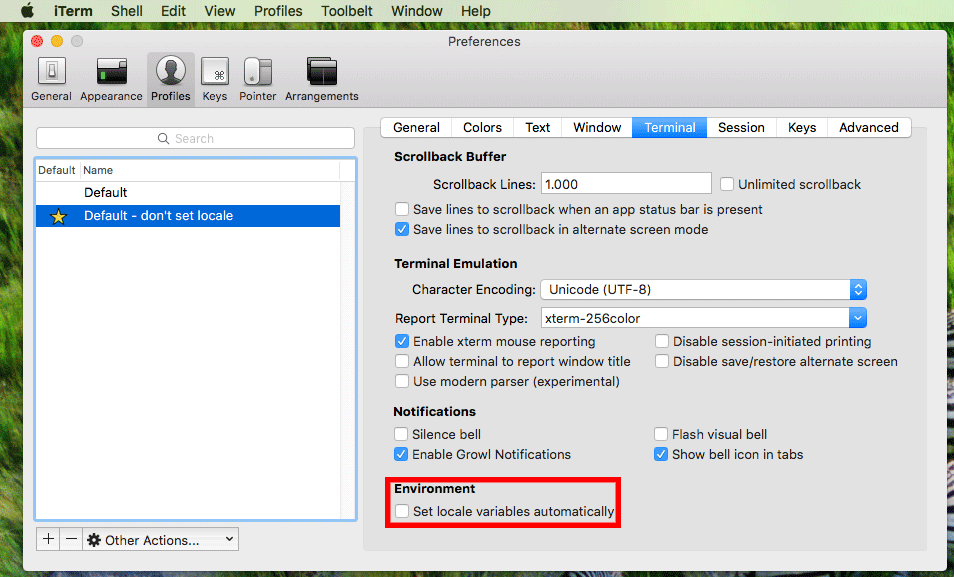 iTerm Shell Edit View Profiles Toolbelt Window Help
Preferences
General Appearance Profiles Keys Pointer Arrangements
Search
Default Name
Default
Default - don't set locale
Other Actions...
General Colors Text Window Terminal Session Keys Advanced
Scrollback Buffer
Scrollback Lines: 1.000 Unlimited scrollback
Save lines to scrollback when an app status bar is present
Save lines to scrollback in alternate screen mode
Terminal Emulation
Character Encoding: Unicode (UTF-8)
Report Terminal Type: xterm-256color
Enable xterm mouse reporting Disable session-initiated printing
Allow terminal to report window title Disable save/restore alternate screen
Use modern parser (experimental)
Notifications
Silence bell Flash visual bell
Enable Growl Notifications Show bell icon in tabs
Environment
Set locale variables automatically